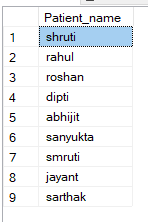 Patient_name
1 shruti
2 rahul
3 roshan
4 dipti
5 abhijit
6 sanyukta
7 smruti
8 jayant
9 sarthak